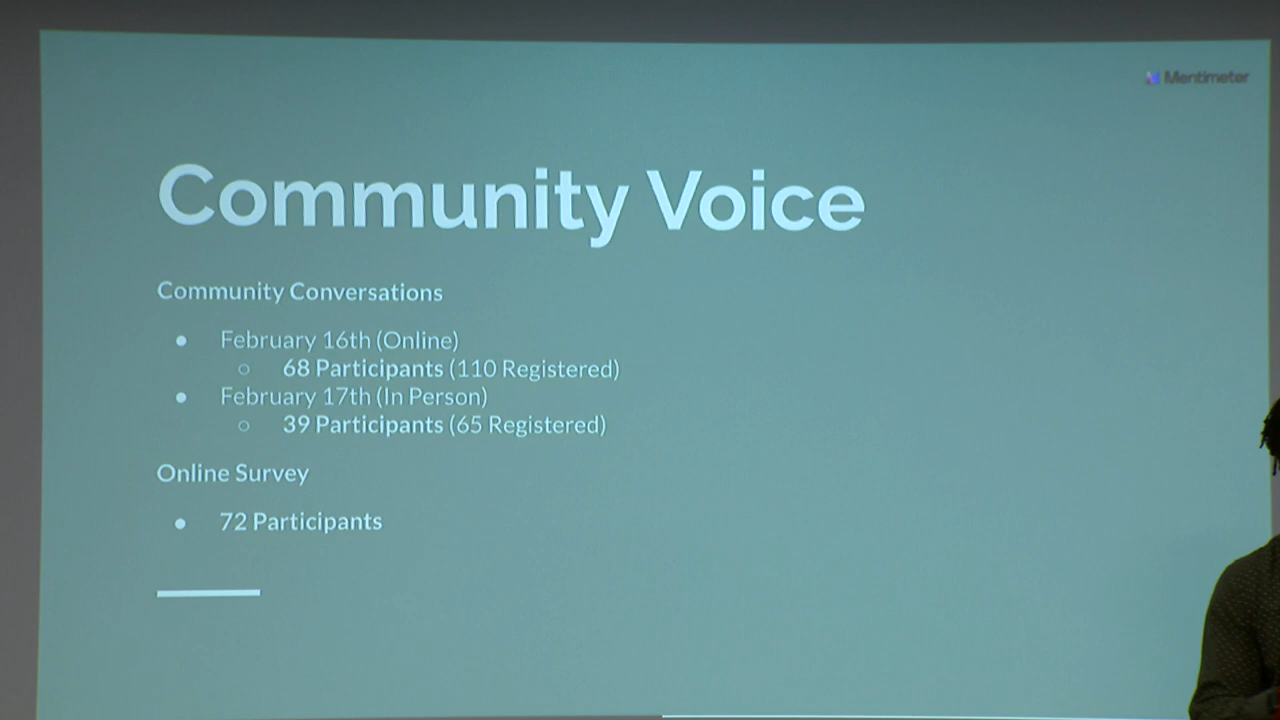 Mentimeter
Community Voice
Community Conversations
● February 16th (Online)
○ 68 Participants (110 Registered)
● February 17th (In Person)
○ 39 Participants (65 Registered)
Online Survey
● 72 Participants